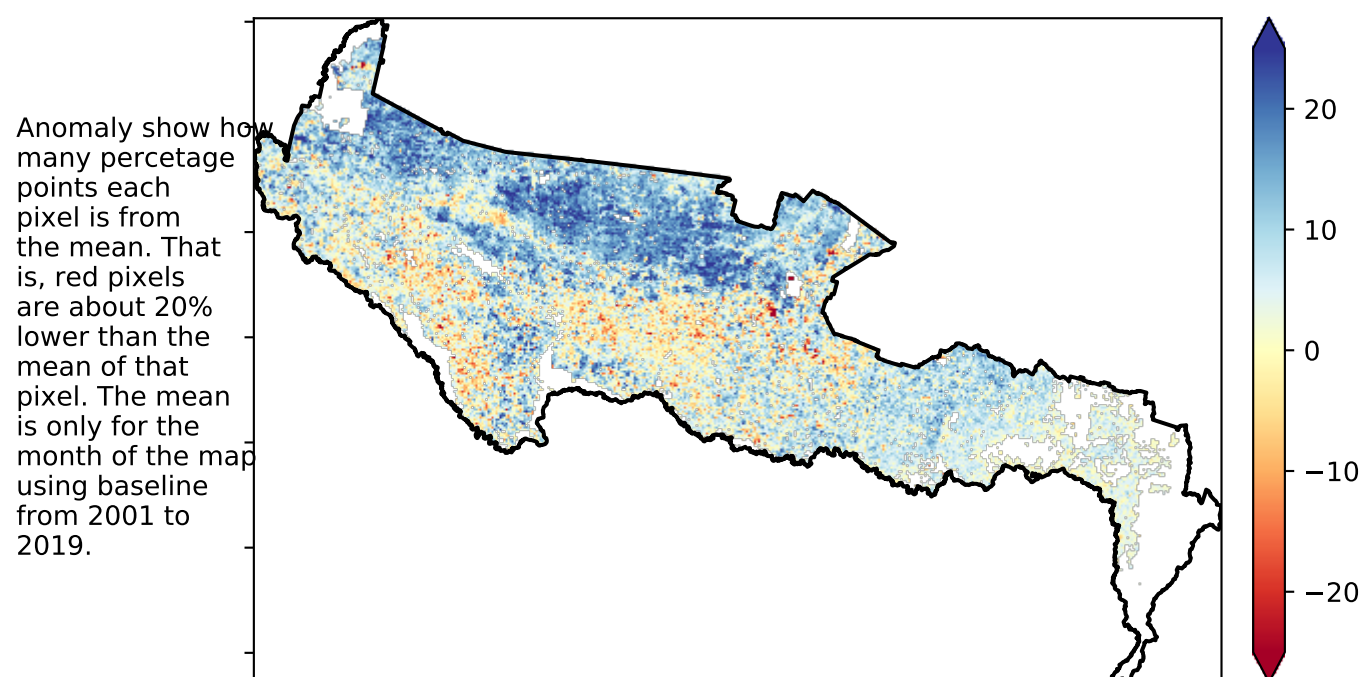 Anomaly show how
many percetage
points each
pixel is from
the mean. That
is, red pixels
are about 20%
lower than the
mean of that
pixel. The mean
is only for the
month of the map
using baseline
from 2001 to
2019.
20
10
0
−10
−20